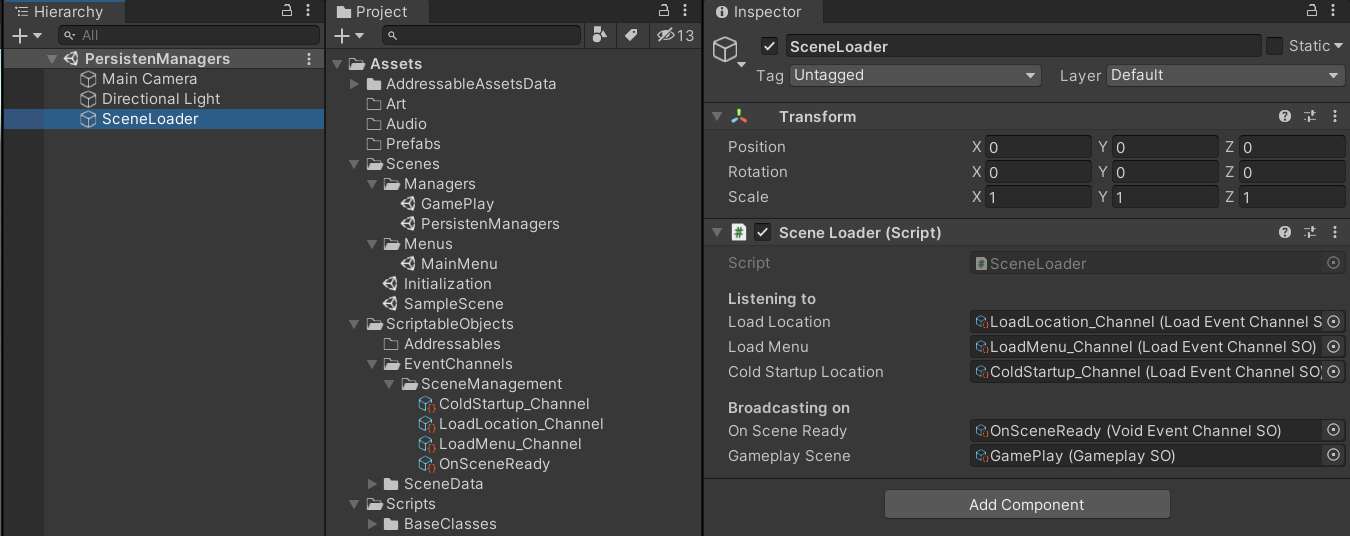 Hierarchy
All
PersistenManagers
Main Camera
Directional Light
SceneLoader
Project
13
Assets
AddressableAssetsData
Art
Audio
Prefabs
Scenes
Managers
GamePlay
PersistenManagers
Menus
MainMenu
Initialization
SampleScene
ScriptableObjects
Addressables
EventChannels
SceneManagement
ColdStartup_Channel
LoadLocation_Channel
LoadMenu_Channel
OnSceneReady
SceneData
Scripts
BaseClasses
Inspector
SceneLoader Static
Tag Untagged Layer Default
Transform
Position X 0 Y 0 Z 0
Rotation X 0 Y 0 Z 0
Scale X 1 Y 1 Z 1
# Scene Loader (Script)
Script # SceneLoader
Listening to
Load Location LoadLocation_Channel (Load Event Channel S
Load Menu LoadMenu_Channel (Load Event Channel SO)
Cold Startup Location ColdStartup_Channel (Load Event Channel SO)
Broadcasting on
On Scene Ready OnSceneReady (Void Event Channel SO)
Gameplay Scene GamePlay (Gameplay SO)
Add Component